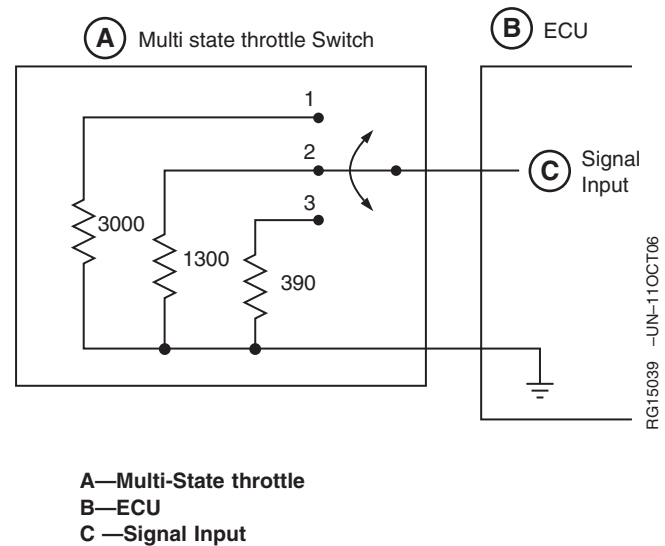 A Multi state throttle Switch
B ECU
1
2
3
C Signal
Input
3000
1300
390
RG15039 –UN–11OCT06
A—Multi-State throttle
B—ECU
C —Signal Input